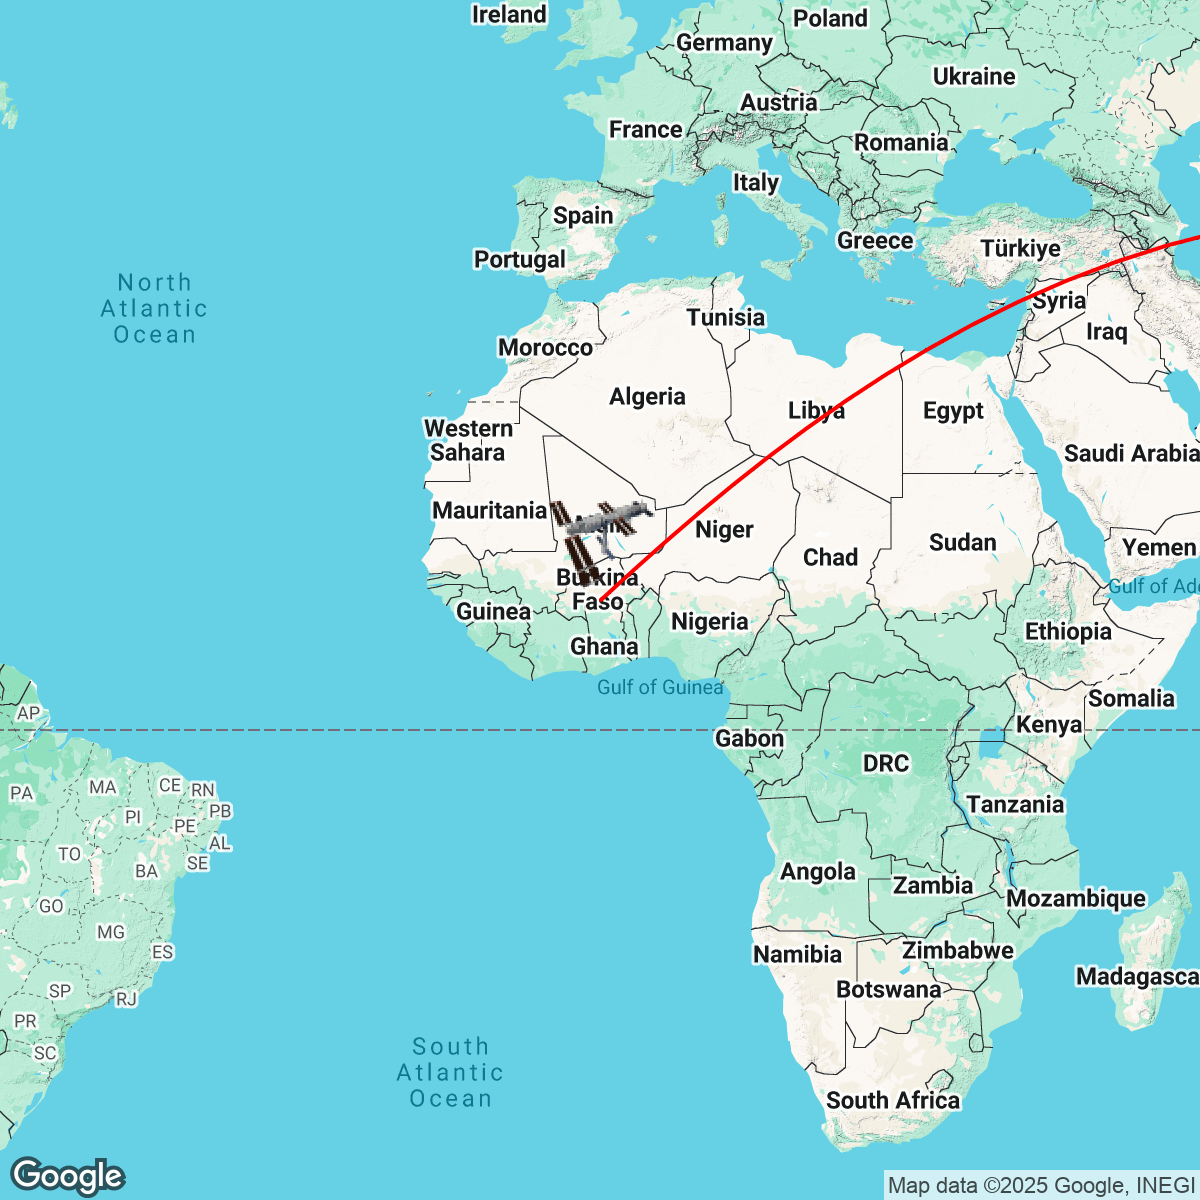 Ireland
Poland
Germany
Ukraine
Austria
France
Romania
Italy
Spain
Greece
Türkiye
Portugal
North
Atlantic
Ocean
Syria
Tunisia
Iraq
Morocco
Algeria
Libya
Egypt
Western
Sahara
Saudi Arabia
Mauritania
Niger
Sudan
Yemen
Chad
Burkina
Faso
Gulf of Ade
Guinea
Nigeria
Ethiopia
Ghana
Gulf of Guinea
Somalia
AP
Kenya
Gabon
DRC
PA
MA
CE
RN
PB
PI
PE
Tanzania
AL
TO
SE
BA
Angola
Zambia
GO
Mozambique
MG
ES
Namibia
Zimbabwe
Madagasca
SP
RJ
Botswana
PR
SC
South
Atlantic
Ocean
South Africa
Google
Map data ©2025 Google, INEGI